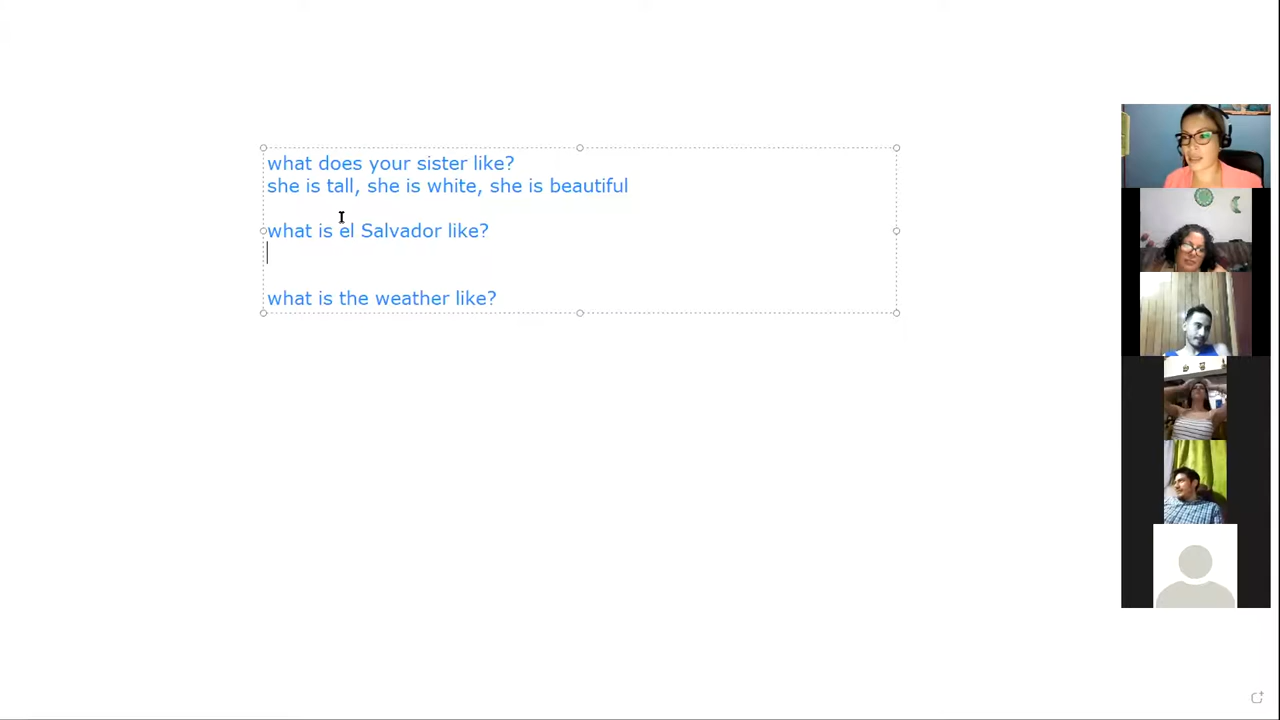 what does your sister like?
she is tall, she is white, she is beautiful
what is el Salvador like?
what is the weather like?